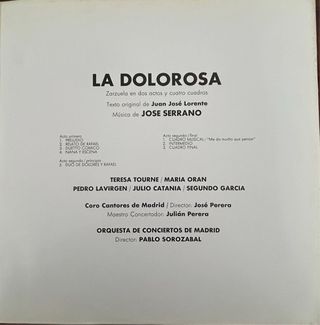 LA DOLOROSA
Zarzuela en dos actos y cuatro cuadros
Texto original de Juan José Lorente
Música de JOSE SERRANO
Acto primero
1. PRELUDIO
2. RELATO DE RAFAEL
3. DUETTO COMICO
4. NANA Y ESCENA
Acto segundo / principio
5. DUO DE DOLORES Y RAFAEL
Acto segundo / final
1. CUADRO MUSICAL: "Me da mucho que pensar"
2. INTERMEDIO
3. CUADRO FINAL
TERESA TOURNE / MARIA ORAN
PEDRO LAVIRGEN / JULIO CATANIA / SEGUNDO GARCIA
Coro Cantores de Madrid / Director: José Perera
Maestro Concertador: Julián Perera
ORQUESTA DE CONCIERTOS DE MADRID
Director: PABLO SOROZABAL